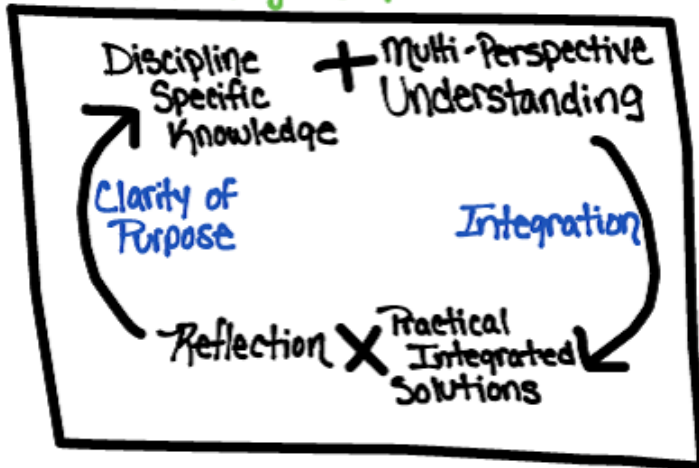 Discipline
Specific
Knowledge
+ Multi-Perspective
Understanding
Clarity of
Purpose
Integration
Reflection X Practical
Integrated
Solutions